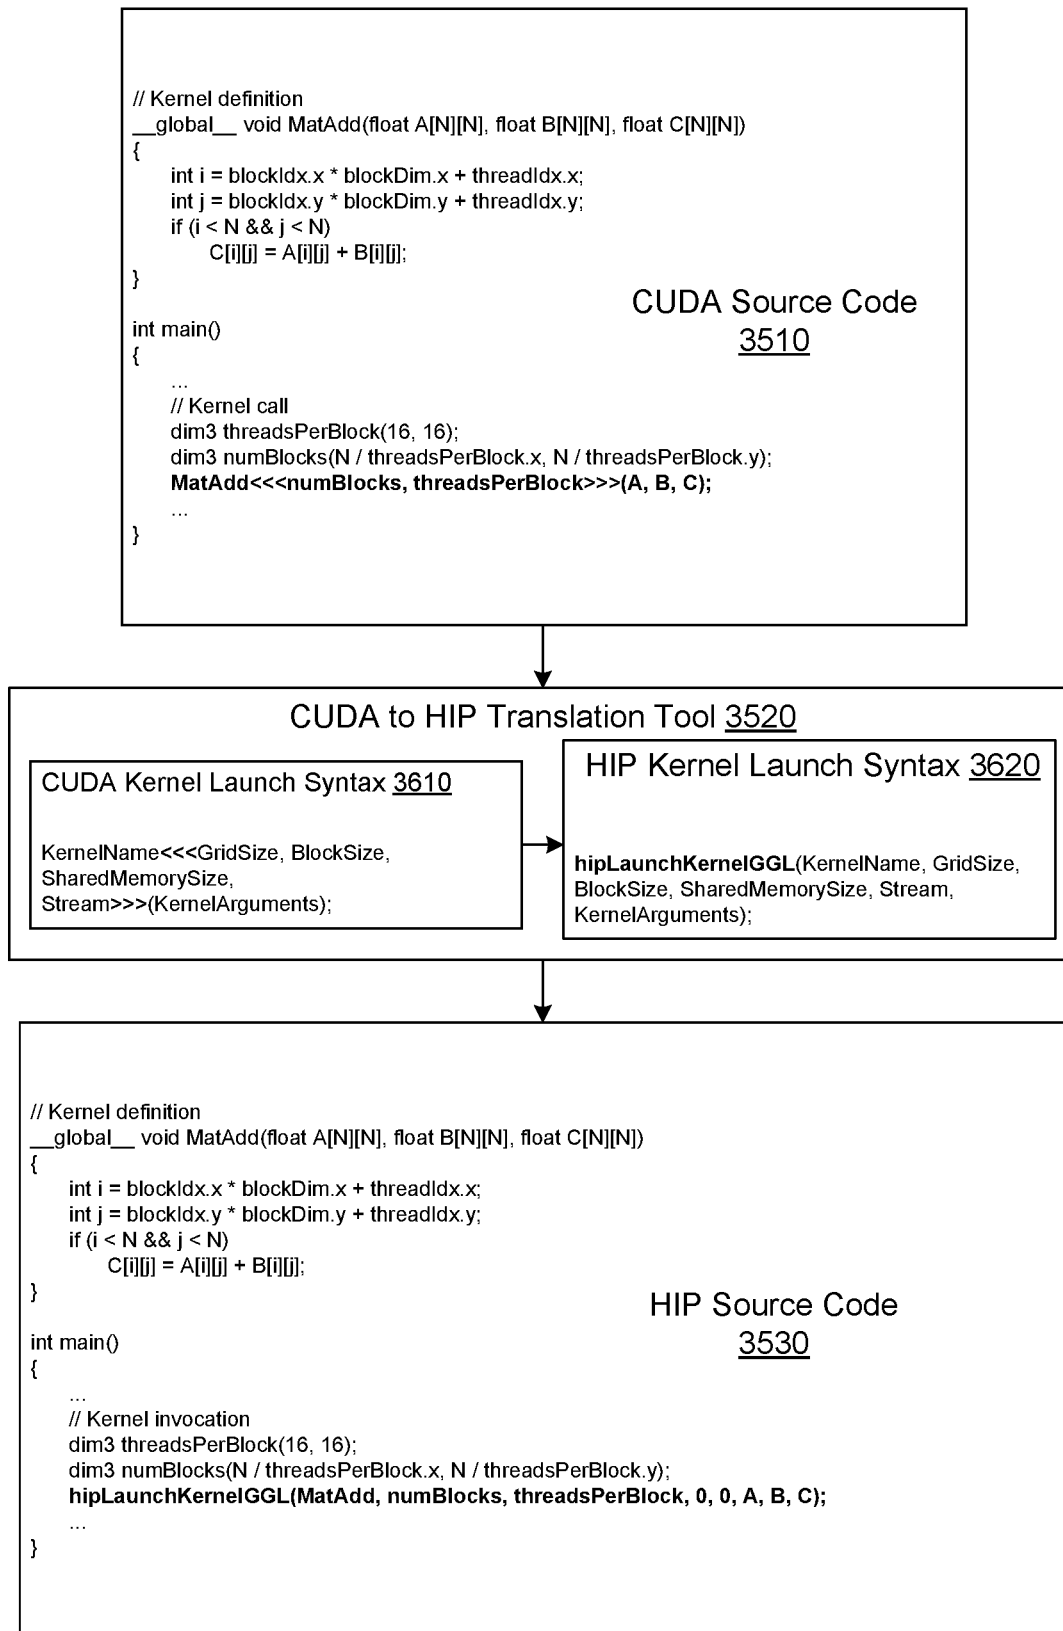 // Kernel definition
__global__ void MatAdd(float A[N][N], float B[N][N], float C[N][N])
{
int i = blockIdx.x * blockDim.x + threadIdx.x;
int j = blockIdx.y * blockDim.y + threadIdx.y;
if (i < N && j < N)
C[i][j] = A[i][j] + B[i][j];
}
CUDA Source Code
3510
int main()
{
...
// Kernel call
dim3 threadsPerBlock(16, 16);
dim3 numBlocks(N / threadsPerBlock.x, N / threadsPerBlock.y);
MatAdd<<<numBlocks, threadsPerBlock>>>(A, B, C);
...
}
CUDA to HIP Translation Tool 3520
CUDA Kernel Launch Syntax 3610
KernelName<<<GridSize, BlockSize,
SharedMemorySize,
Stream>>>(KernelArguments);
HIP Kernel Launch Syntax 3620
hipLaunchKernelGGL(KernelName, GridSize,
BlockSize, SharedMemorySize, Stream,
KernelArguments);
// Kernel definition
__global__ void MatAdd(float A[N][N], float B[N][N], float C[N][N])
{
int i = blockIdx.x * blockDim.x + threadIdx.x;
int j = blockIdx.y * blockDim.y + threadIdx.y;
if (i < N && j < N)
C[i][j] = A[i][j] + B[i][j];
}
HIP Source Code
3530
int main()
{
...
// Kernel invocation
dim3 threadsPerBlock(16, 16);
dim3 numBlocks(N / threadsPerBlock.x, N / threadsPerBlock.y);
hipLaunchKernelGGL(MatAdd, numBlocks, threadsPerBlock, 0, 0, A, B, C);
...
}